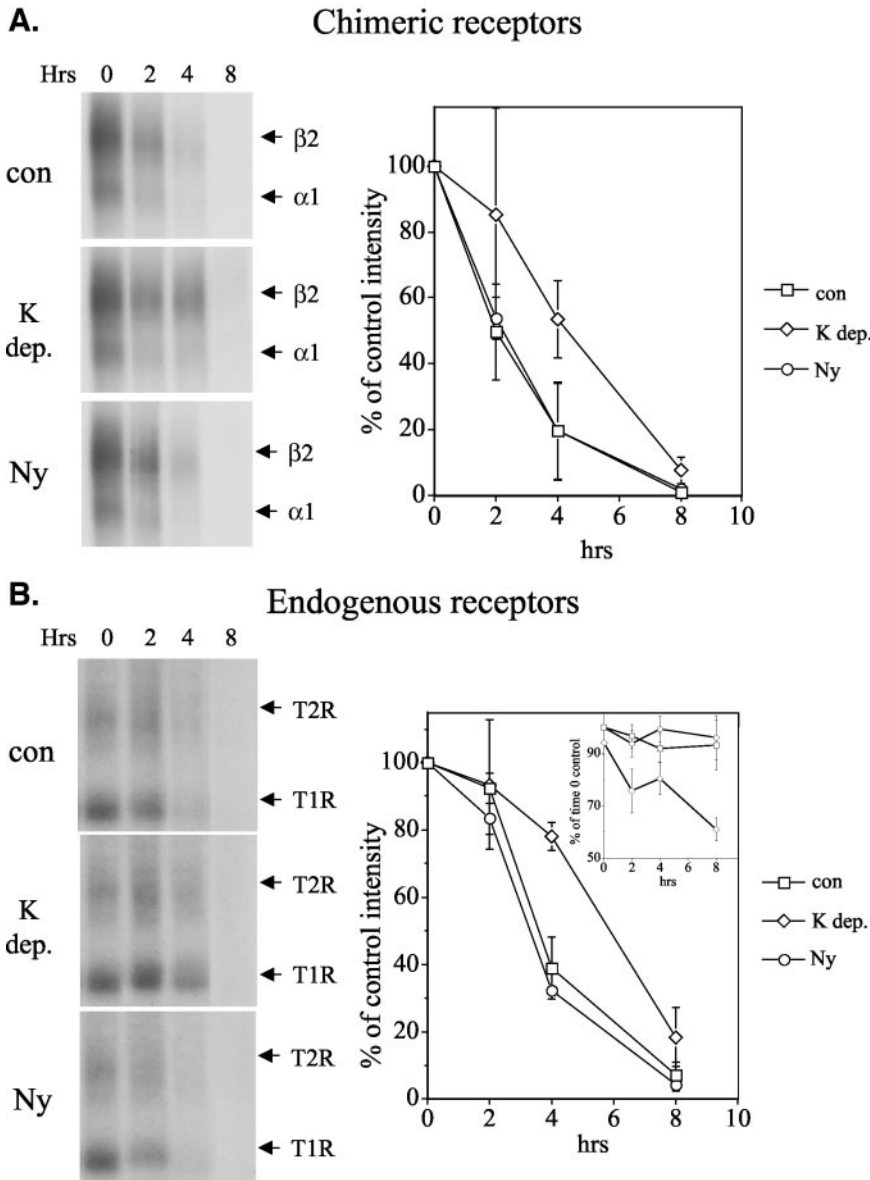 A.
Chimeric receptors
Hrs 0 2 4 8
con
β2
α1
K dep.
β2
α1
Ny
β2
α1
% of control intensity
100
80
60
40
20
0
0 2 4 6 8 10
hrs
con
K dep.
Ny
B.
Endogenous receptors
Hrs 0 2 4 8
con
T2R
T1R
K dep.
T2R
T1R
Ny
T2R
T1R
% of control intensity
100
80
60
40
20
0
0 2 4 6 8 10
hrs
% of time 0 control
90
70
50
0 2 4 6 8
hrs
con
K dep.
Ny